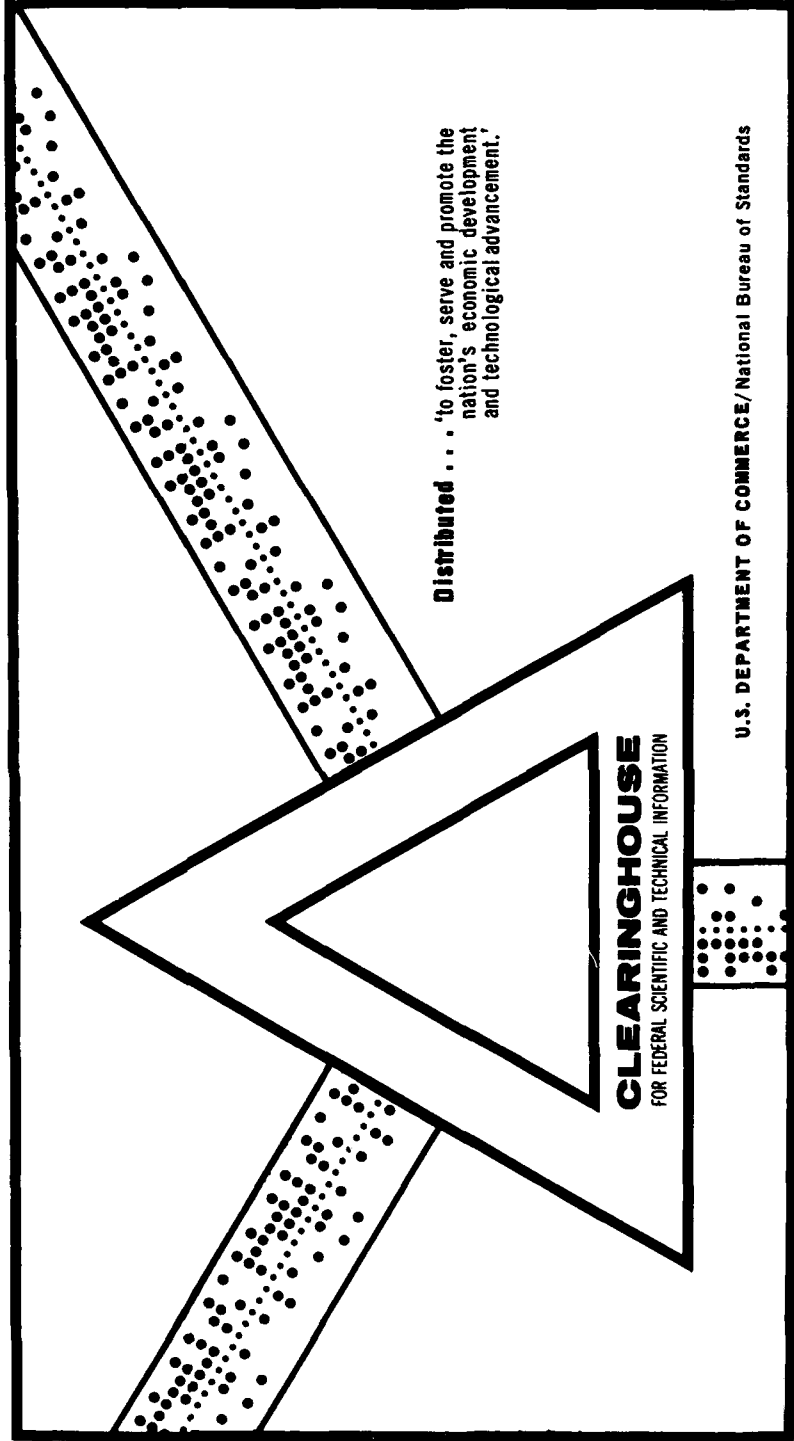 Distributed . . . 'to foster, serve and promote the
nation's economic development
and technological advancement.'
CLEARINGHOUSE
FOR FEDERAL SCIENTIFIC AND TECHNICAL INFORMATION
U.S. DEPARTMENT OF COMMERCE/National Bureau of Standards